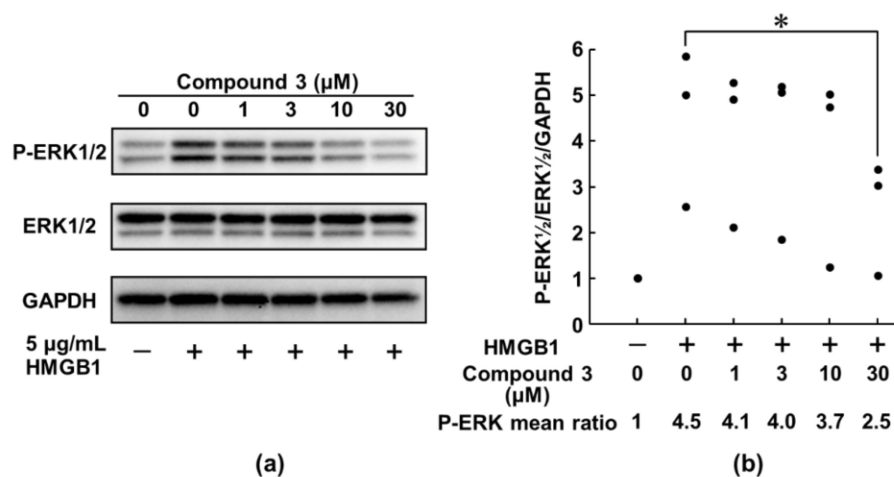 Compound 3 (μM)
0 0 1 3 10 30
P-ERK1/2
ERK1/2
GAPDH
5 μg/mL
HMGB1
− + + + + +
(a)
*
P-ERK½/ERK½/GAPDH
6
5
4
3
2
1
0
HMGB1 − + + + + +
Compound 3 0 0 1 3 10 30
(μM)
P-ERK mean ratio 1 4.5 4.1 4.0 3.7 2.5
(b)